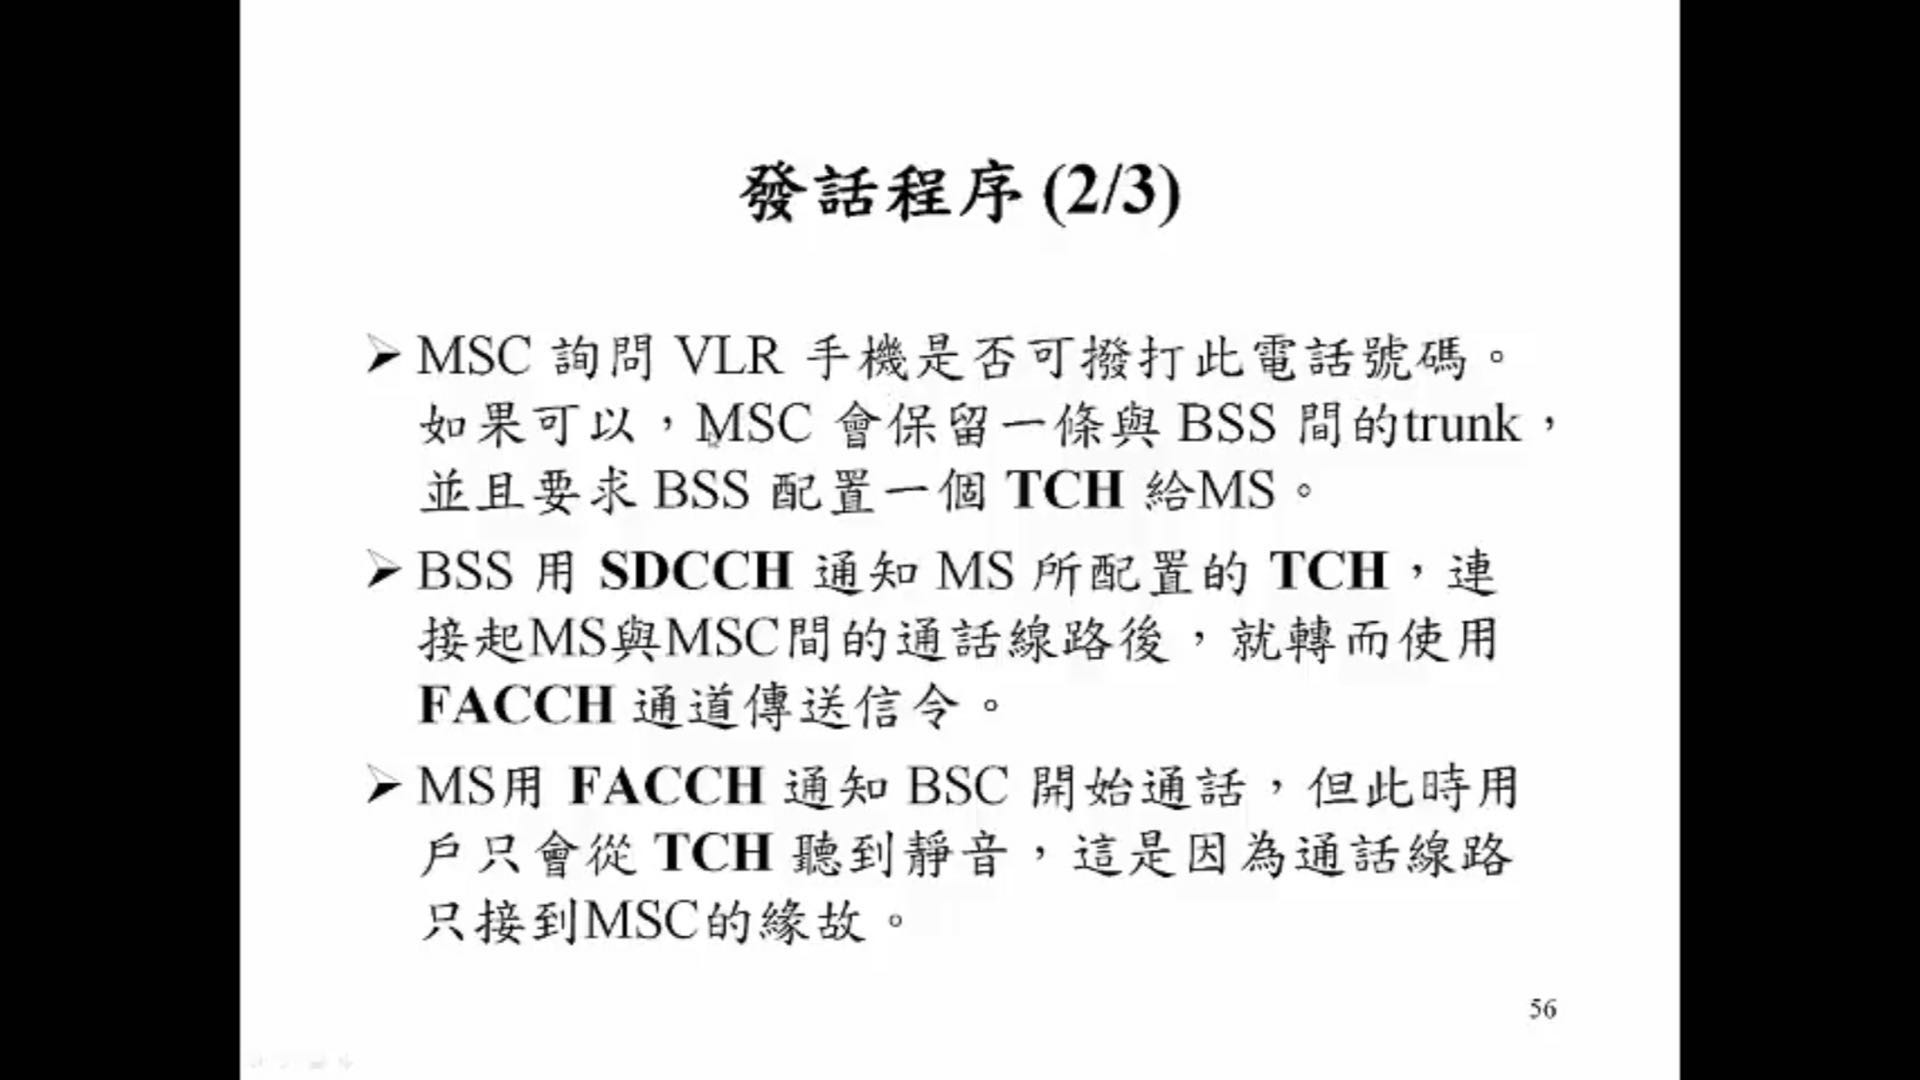 發話程序 (2/3)
➢ MSC 詢問 VLR 手機是否可撥打此電話號碼。
如果可以，MSC 會保留一條與 BSS 間的trunk，
並且要求 BSS 配置一個 TCH 給MS。
➢ BSS 用 SDCCH 通知 MS 所配置的 TCH，連
接起MS與MSC間的通話線路後，就轉而使用
FACCH 通道傳送信令。
➢ MS用 FACCH 通知 BSC 開始通話，但此時用
戶只會從 TCH 聽到靜音，這是因為通話線路
只接到MSC的緣故。
56